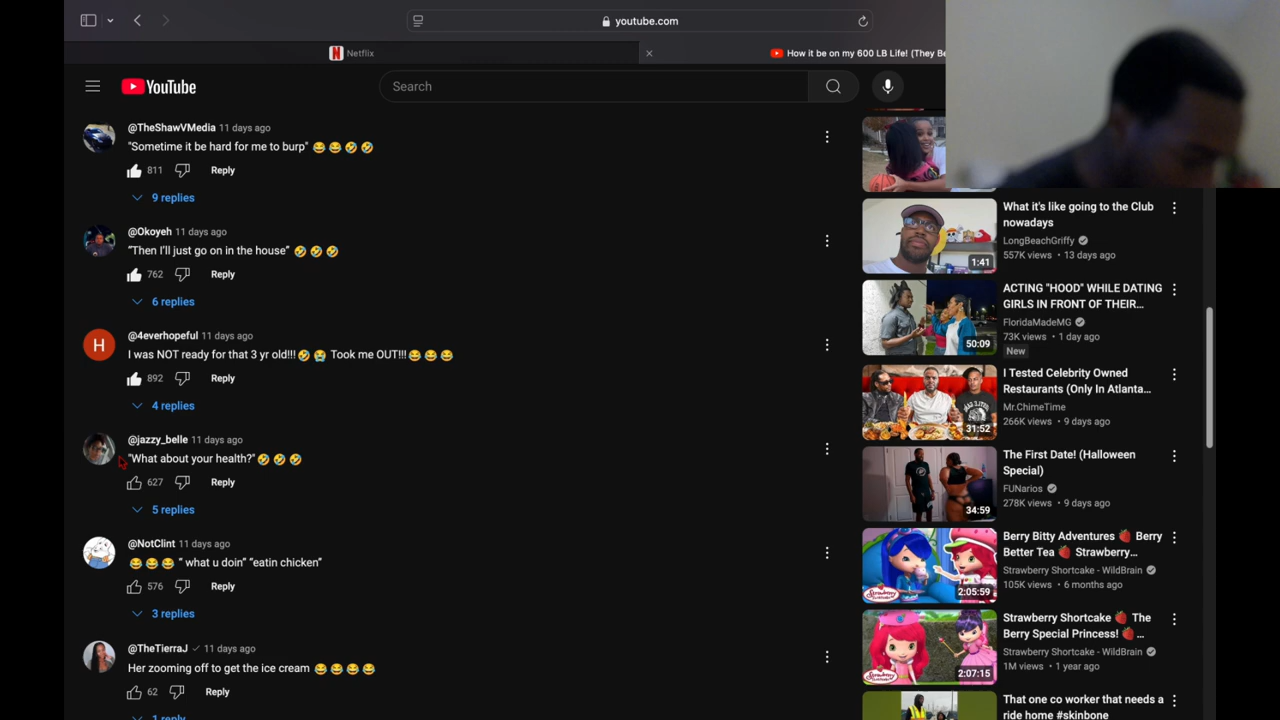 youtube.com
Netflix
How it be on my 600 LB Life! (They Be
YouTube
Search
@TheShawVMedia 11 days ago
"Sometime it be hard for me to burp" 😂😂🤣🤣
811 Reply
9 replies
@Okoyeh 11 days ago
"Then I'll just go on in the house" 🤣🤣🤣
762 Reply
6 replies
@4everhopeful 11 days ago
H
I was NOT ready for that 3 yr old!!!🤣😭 Took me OUT!!!😂😂😂
892 Reply
4 replies
@jazzy_belle 11 days ago
"What about your health?"🤣🤣🤣
627 Reply
5 replies
@NotClint 11 days ago
😂😂😂 " what u doin" "eatin chicken"
576 Reply
3 replies
@TheTierraJ 11 days ago
Her zooming off to get the ice cream 😂😂😂😂
62 Reply
1 reply
What it's like going to the Club
nowadays
LongBeachGriffy
557K views • 13 days ago
1:41
ACTING "HOOD" WHILE DATING
GIRLS IN FRONT OF THEIR...
FloridaMadeMG
73K views • 1 day ago
New
50:09
I Tested Celebrity Owned
Restaurants (Only In Atlanta...
Mr.ChimeTime
266K views • 9 days ago
31:52
The First Date! (Halloween
Special)
FUNarios
278K views • 9 days ago
34:59
Berry Bitty Adventures 🍓 Berry
Better Tea 🍓 Strawberry...
Strawberry Shortcake - WildBrain
105K views • 6 months ago
2:05:59
Strawberry Shortcake 🍓 The
Berry Special Princess! 🍓...
Strawberry Shortcake - WildBrain
1M views • 1 year ago
2:07:15
That one co worker that needs a
ride home #skinbone